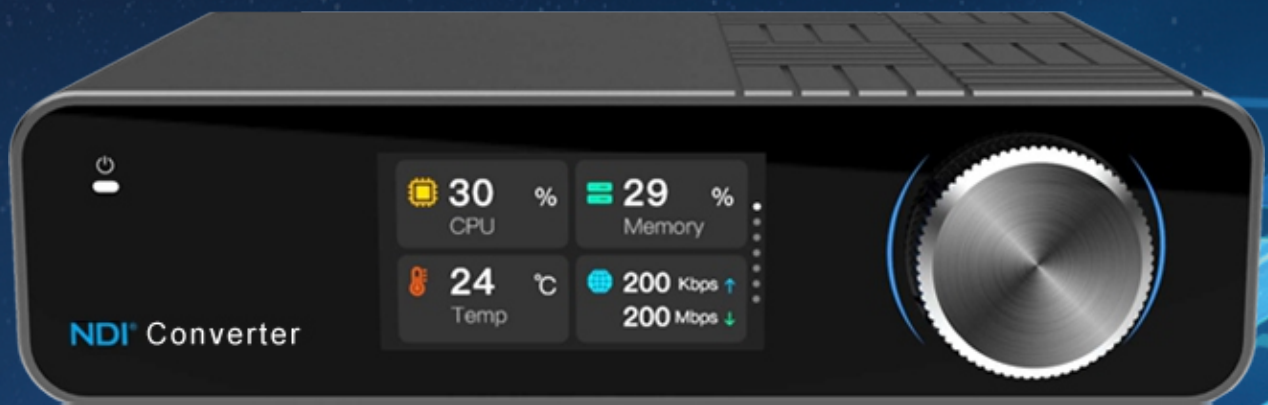 30 %
CPU
29 %
Memory
24 °C
Temp
200 Kbps ↑
200 Mbps ↓
NDI® Converter